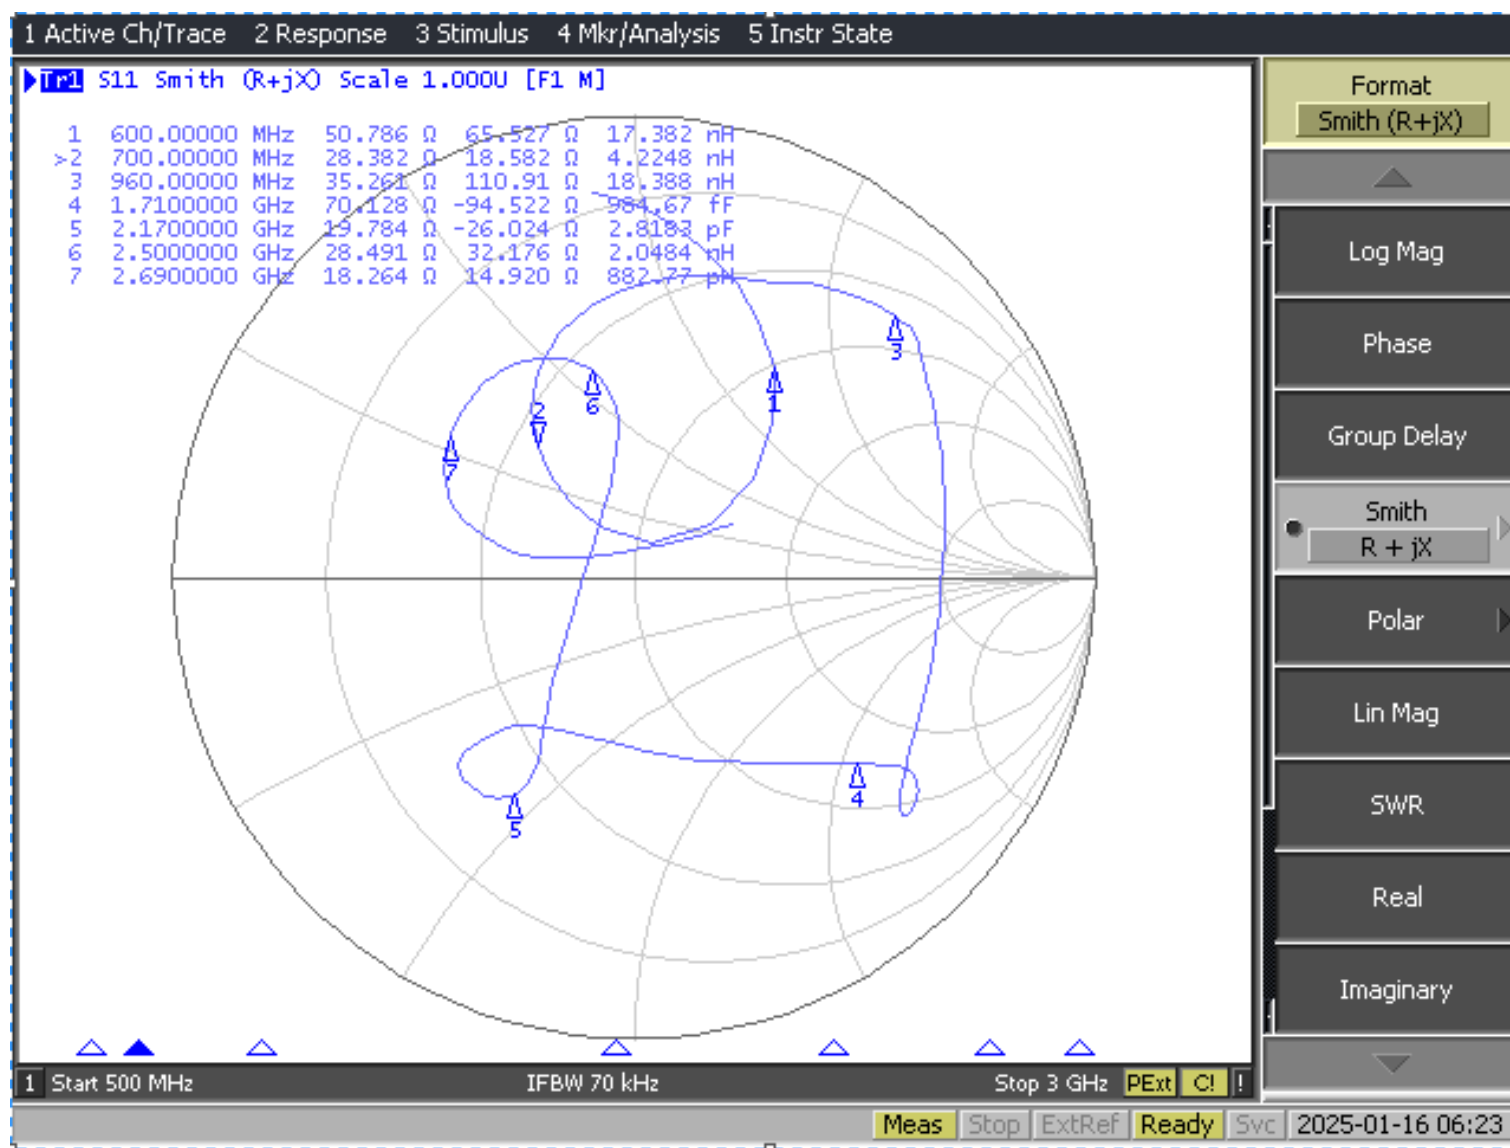 1 Active Ch/Trace 2 Response 3 Stimulus 4 Mkr/Analysis 5 Instr State
Tr1 S11 Smith (R+jX) Scale 1.000U [F1 M]
1 600.00000 MHz 50.786 Ω 65.527 Ω 17.382 nH
>2 700.00000 MHz 28.382 Ω 18.582 Ω 4.2248 nH
3 960.00000 MHz 35.261 Ω 110.91 Ω 18.388 nH
4 1.7100000 GHz 70.128 Ω -94.522 Ω 984.67 fF
5 2.1700000 GHz 19.784 Ω -26.024 Ω 2.8183 pF
6 2.5000000 GHz 28.491 Ω 32.176 Ω 2.0484 nH
7 2.6900000 GHz 18.264 Ω 14.920 Ω 882.77 pH
3
1
2
6
7
4
5
1 Start 500 MHz IFBW 70 kHz Stop 3 GHz PExt C! !
Format
Smith (R+jX)
Log Mag
Phase
Group Delay
Smith
R + jX
Polar
Lin Mag
SWR
Real
Imaginary
Meas Stop ExtRef Ready Svc 2025-01-16 06:23